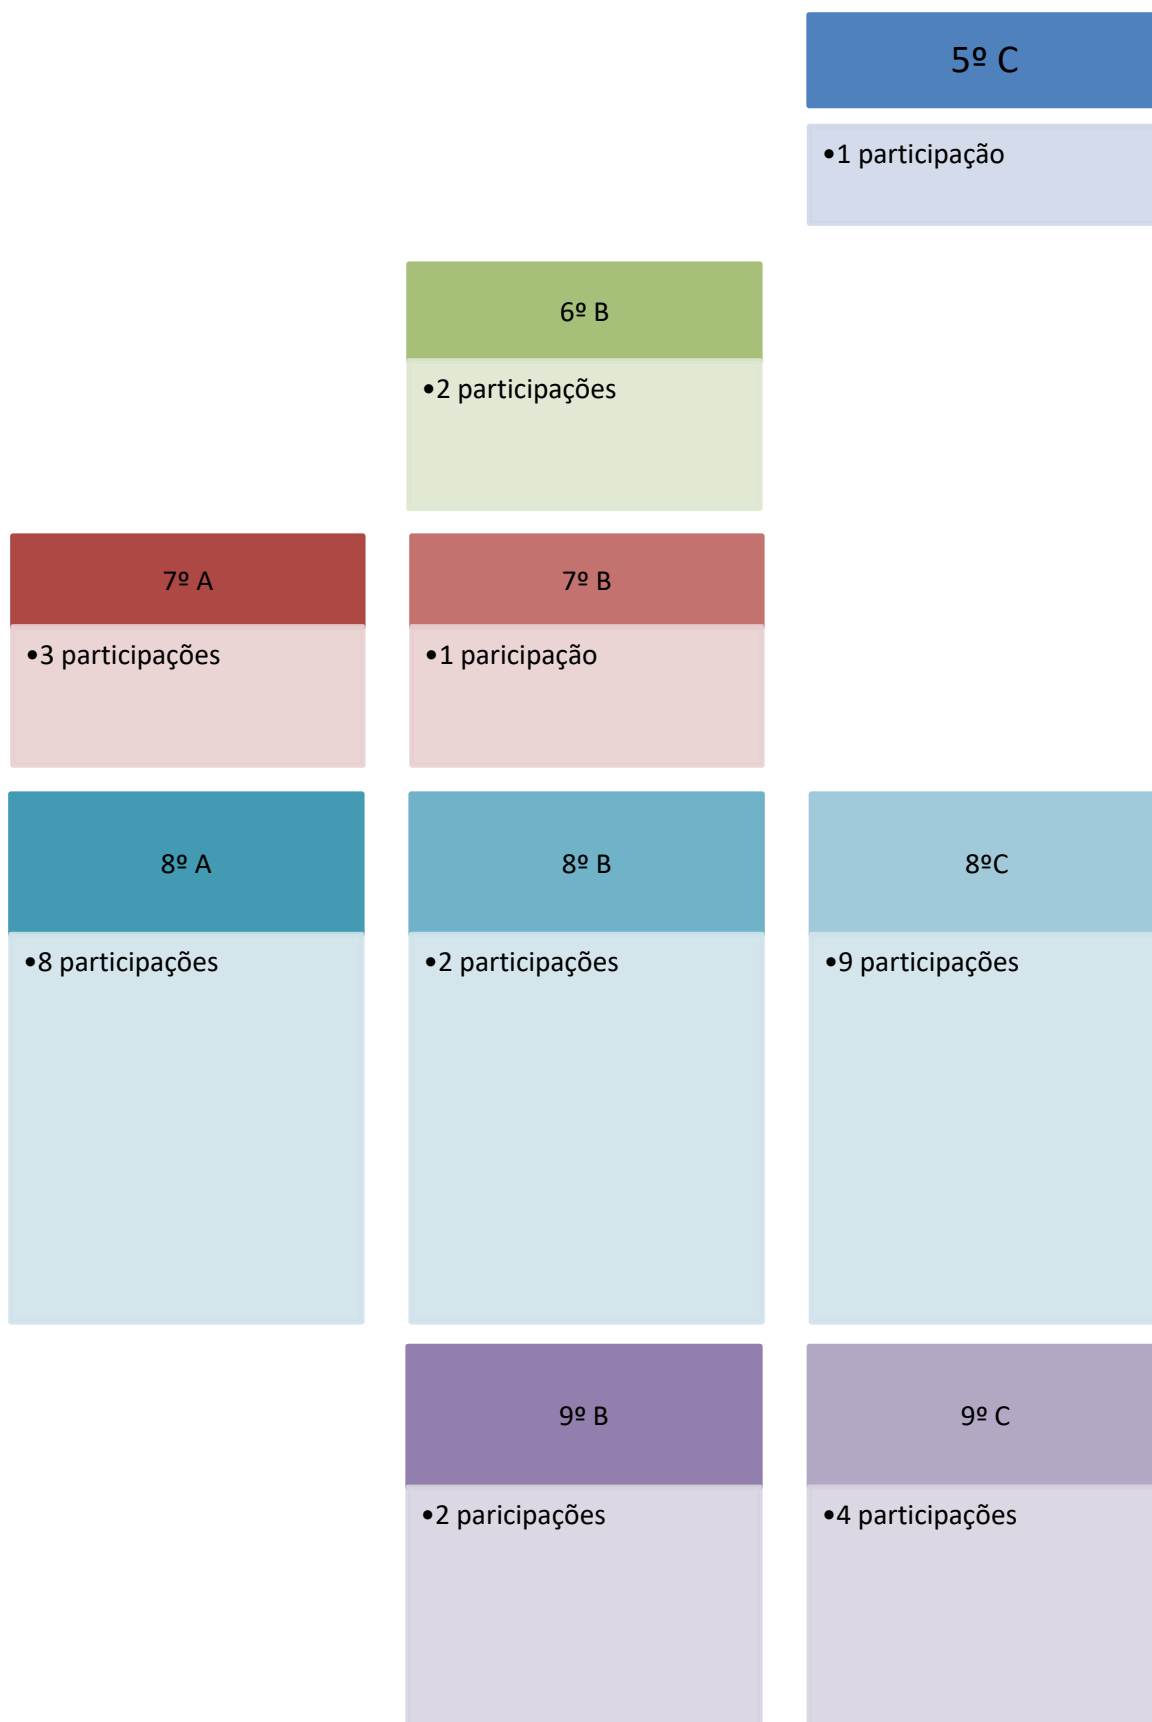 5º C
•1 participação
6º B
•2 participações
7º A
•3 participações
7º B
•1 paricipação
8º A
•8 participações
8º B
•2 participações
8ºC
•9 participações
9º B
•2 paricipações
9º C
•4 participações